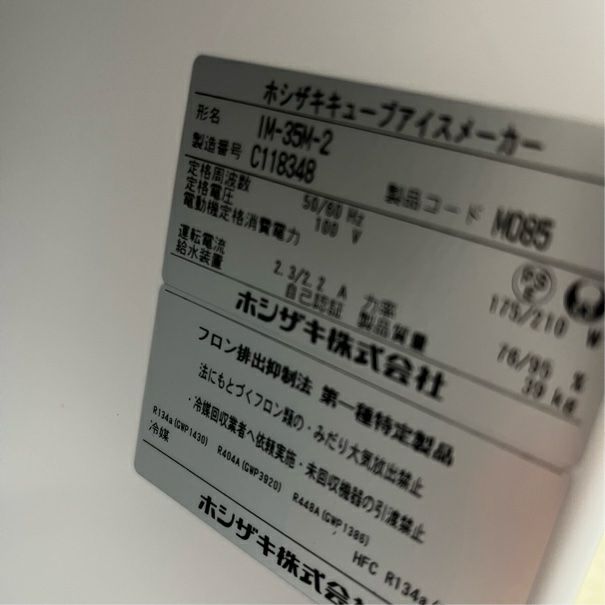 ホシザキキューブアイスメーカー
形名 IM-35M-2
製造番号 C118348 製品コード M085
定格周波数 50/60 Hz
定格電圧 100 V
電動機定格消費電力 175/210 W
運転電流 2.3/2.2 A 力率 76/95 %
給水装置 自己認証 製品質量 39 kg
ホシザキ株式会社
フロン排出抑制法 第一種特定製品
法にもとづくフロン類の・みだり大気放出禁止
・冷媒回収業者へ依頼実施・未回収機器の引渡禁止
R134a(GWP1430) R404A(GWP3920) R448A(GWP1386)
冷媒 HFC R134a
ホシザキ株式会社